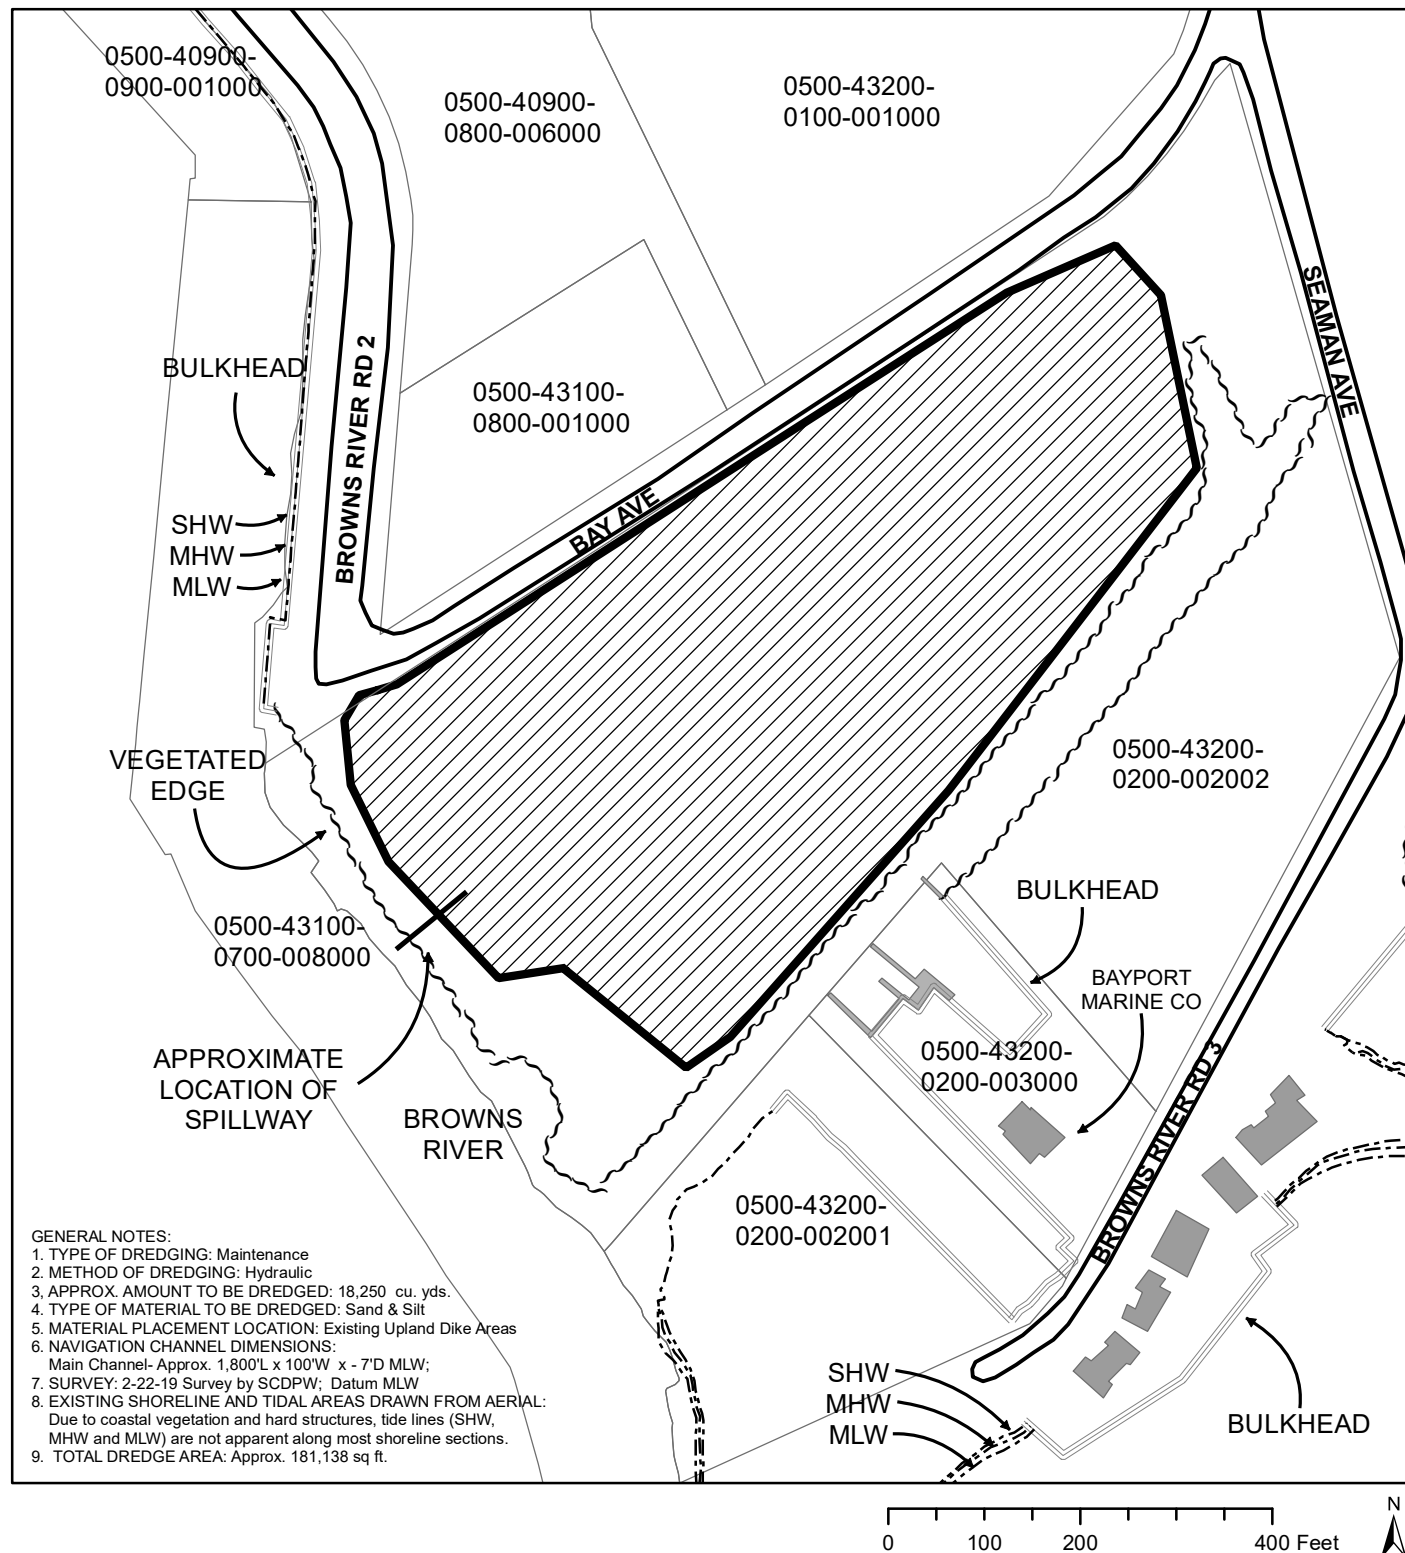 0500-40900-
0900-001000
0500-40900-
0800-006000
0500-43200-
0100-001000
SEAMAN AVE
BULKHEAD
BROWNS RIVER RD 2
0500-43100-
0800-001000
BAY AVE
SHW
MHW
MLW
VEGETATED
EDGE
0500-43200-
0200-002002
0500-43100-
0700-008000
BULKHEAD
BAYPORT
MARINE CO
APPROXIMATE
LOCATION OF
SPILLWAY
BROWNS
RIVER
0500-43200-
0200-003000
BROWNS RIVER RD 3
0500-43200-
0200-002001
GENERAL NOTES:
1. TYPE OF DREDGING: Maintenance
2. METHOD OF DREDGING: Hydraulic
3, APPROX. AMOUNT TO BE DREDGED: 18,250 cu. yds.
4. TYPE OF MATERIAL TO BE DREDGED: Sand & Silt
5. MATERIAL PLACEMENT LOCATION: Existing Upland Dike Areas
6. NAVIGATION CHANNEL DIMENSIONS:
Main Channel- Approx. 1,800'L x 100'W x - 7'D MLW;
7. SURVEY: 2-22-19 Survey by SCDPW; Datum MLW
8. EXISTING SHORELINE AND TIDAL AREAS DRAWN FROM AERIAL:
Due to coastal vegetation and hard structures, tide lines (SHW,
MHW and MLW) are not apparent along most shoreline sections.
9. TOTAL DREDGE AREA: Approx. 181,138 sq ft.
SHW
MHW
MLW
BULKHEAD
0 100 200 400 Feet
N